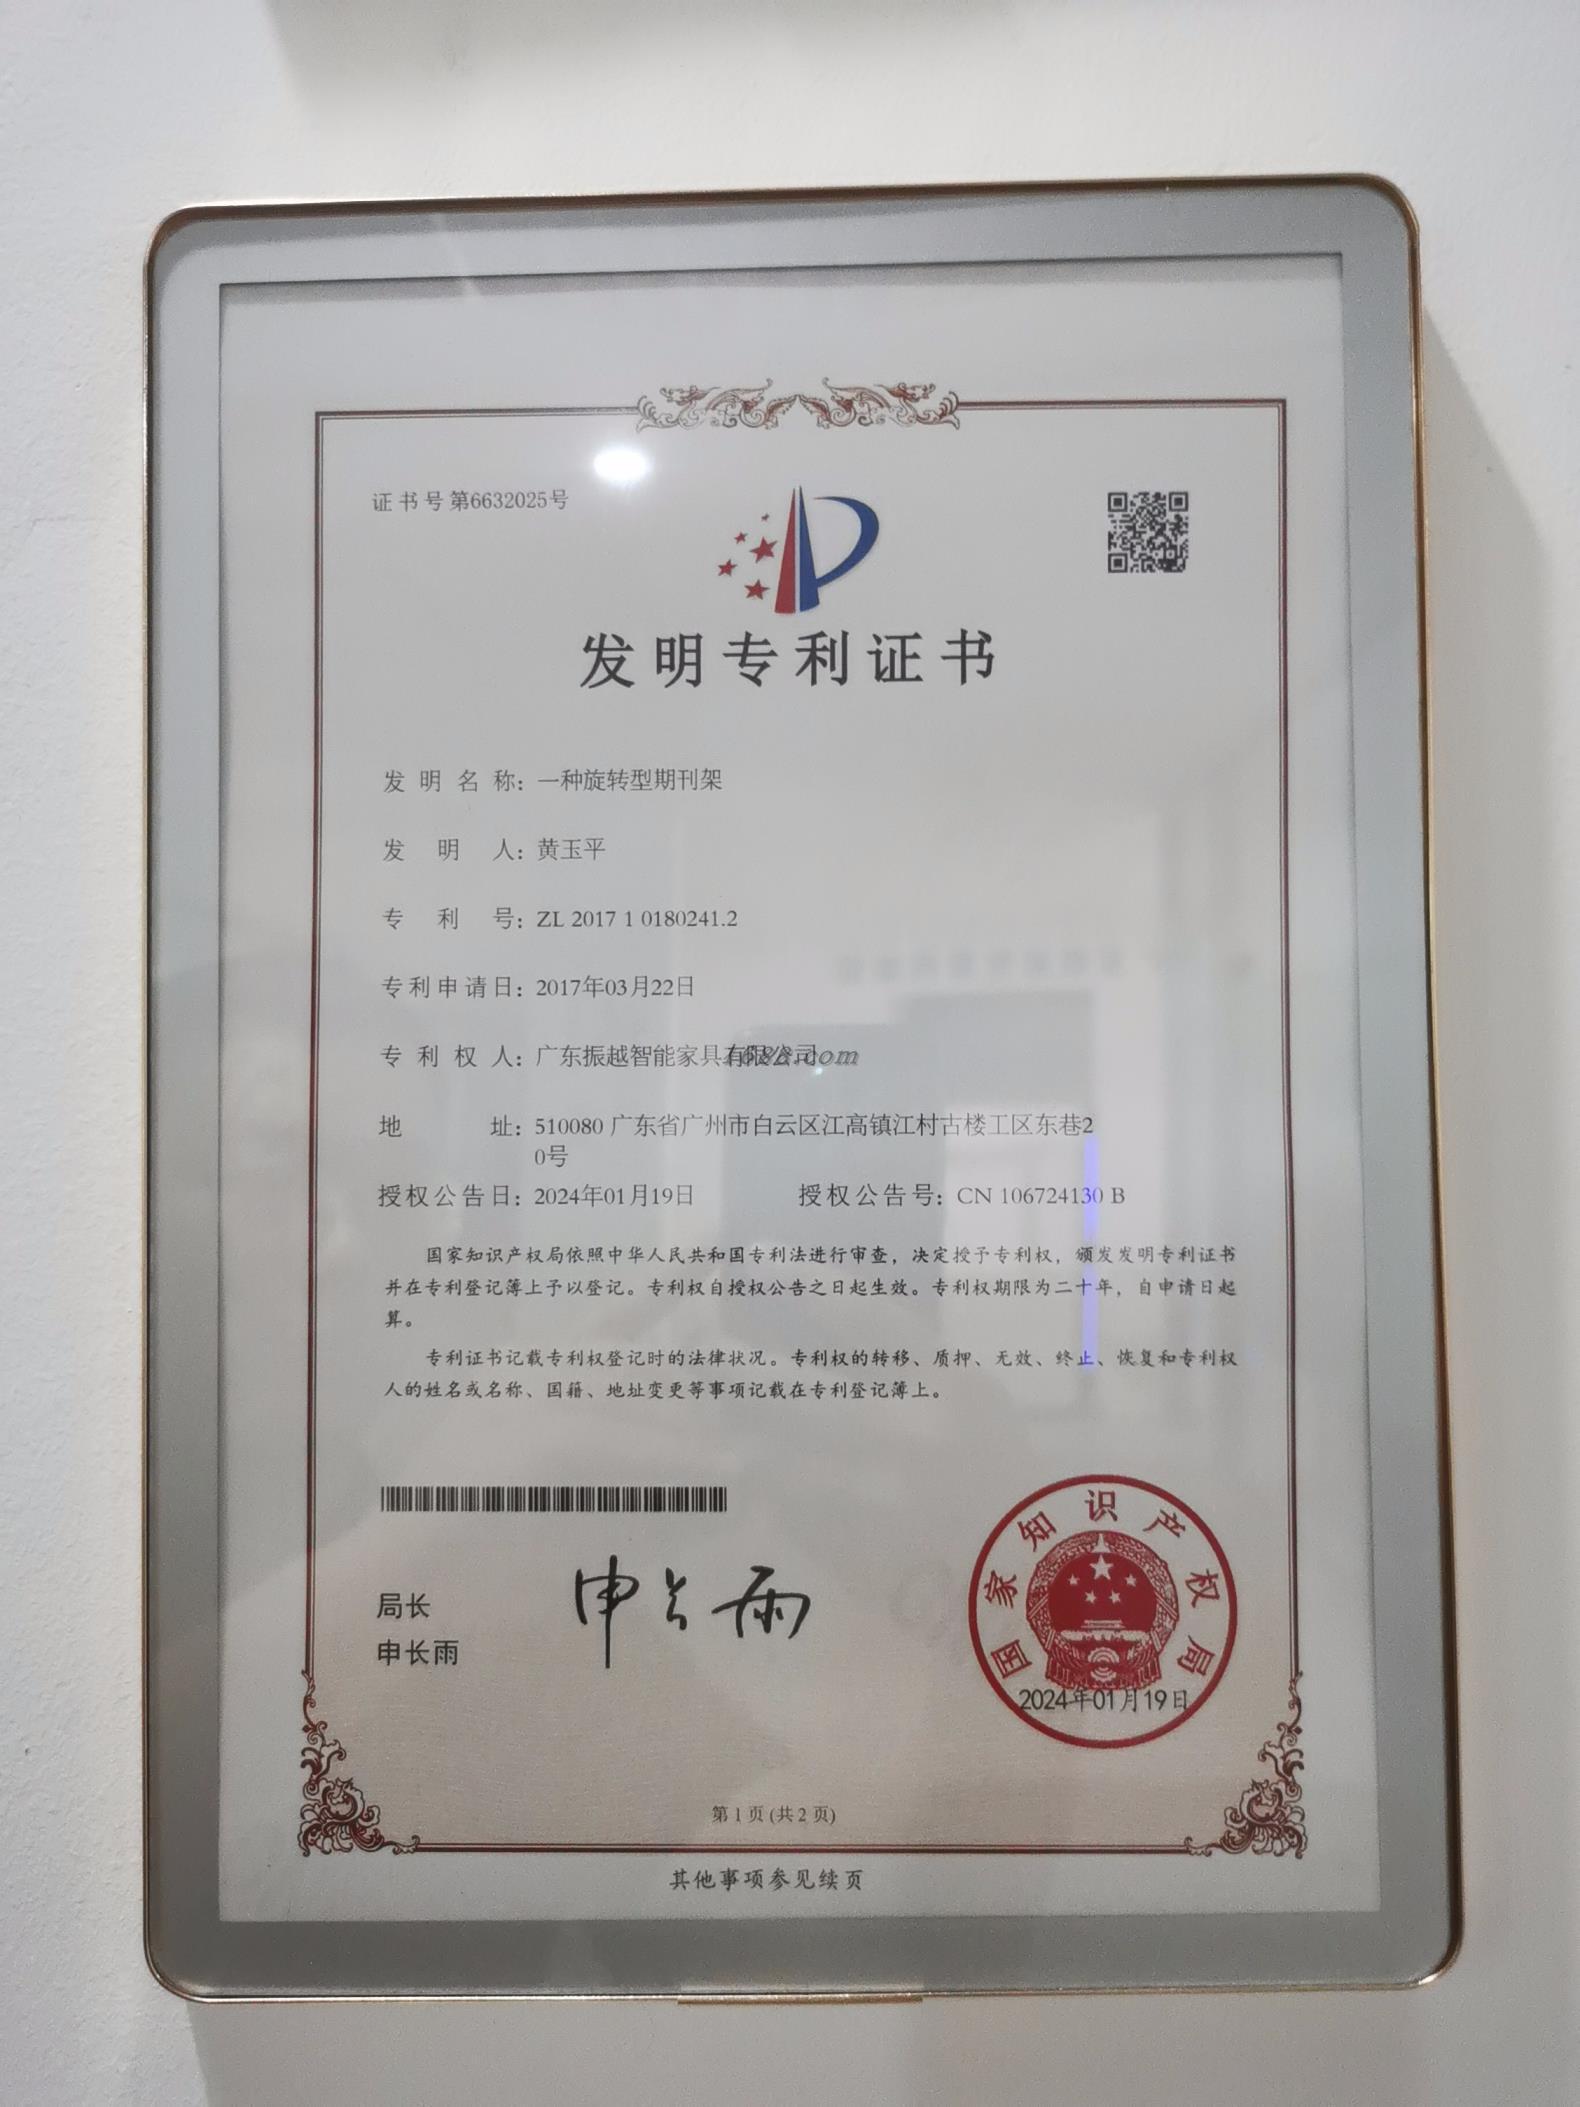 证书号第6632025号
发明专利证书
发明名称：一种旋转型期刊架
发明人：黄玉平
专利号：ZL 2017 1 0180241.2
专利申请日：2017年03月22日
专利权人：广东振越智能家具有限公司
1688.com
地址：510080 广东省广州市白云区江高镇江村古楼工区东巷2
0号
授权公告日：2024年01月19日 授权公告号：CN 106724130 B
国家知识产权局依照中华人民共和国专利法进行审查，决定授予专利权，颁发发明专利证书
并在专利登记簿上予以登记。专利权自授权公告之日起生效。专利权期限为二十年，自申请日起
算。
专利证书记载专利权登记时的法律状况。专利权的转移、质押、无效、终止、恢复和专利权
人的姓名或名称、国籍、地址变更等事项记载在专利登记簿上。
局长
申长雨
申长雨
国家知识产权局
2024年01月19日
第 1 页 (共 2 页)
其他事项参见续页